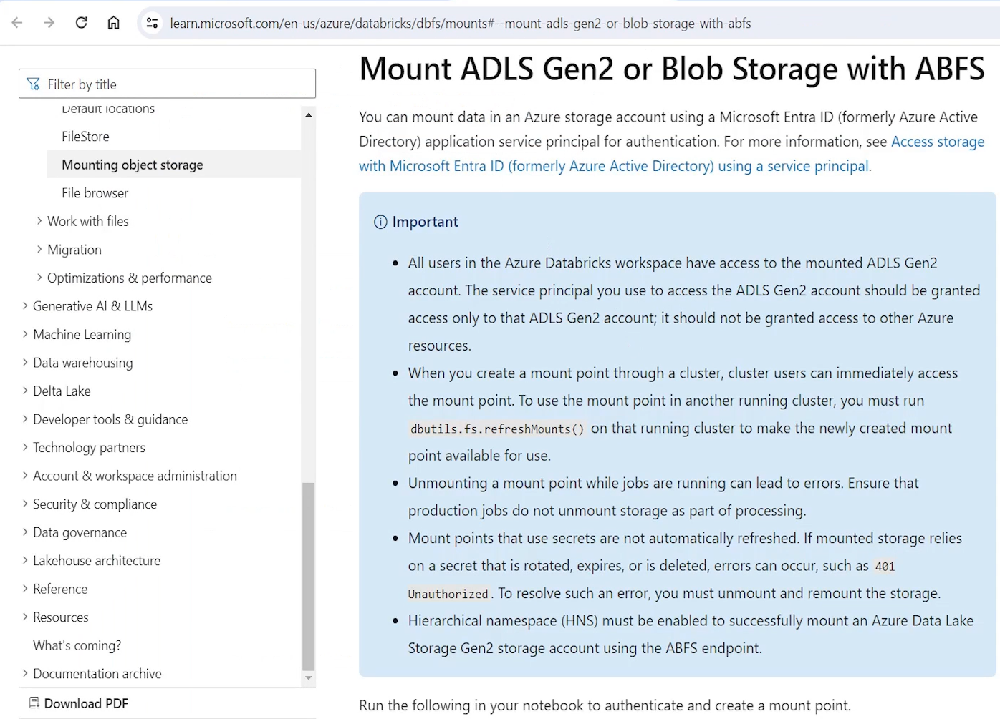 learn.microsoft.com/en-us/azure/databricks/dbfs/mounts#--mount-adls-gen2-or-blob-storage-with-abfs
Filter by title
Default locations
FileStore
Mounting object storage
File browser
Work with files
Migration
Optimizations & performance
Generative AI & LLMs
Machine Learning
Data warehousing
Delta Lake
Developer tools & guidance
Technology partners
Account & workspace administration
Security & compliance
Data governance
Lakehouse architecture
Reference
Resources
What's coming?
Documentation archive
Download PDF
Mount ADLS Gen2 or Blob Storage with ABFS
You can mount data in an Azure storage account using a Microsoft Entra ID (formerly Azure Active
Directory) application service principal for authentication. For more information, see Access storage
with Microsoft Entra ID (formerly Azure Active Directory) using a service principal.
Important
• All users in the Azure Databricks workspace have access to the mounted ADLS Gen2
account. The service principal you use to access the ADLS Gen2 account should be granted
access only to that ADLS Gen2 account; it should not be granted access to other Azure
resources.
• When you create a mount point through a cluster, cluster users can immediately access
the mount point. To use the mount point in another running cluster, you must run
dbutils.fs.refreshMounts() on that running cluster to make the newly created mount
point available for use.
• Unmounting a mount point while jobs are running can lead to errors. Ensure that
production jobs do not unmount storage as part of processing.
• Mount points that use secrets are not automatically refreshed. If mounted storage relies
on a secret that is rotated, expires, or is deleted, errors can occur, such as 401
Unauthorized. To resolve such an error, you must unmount and remount the storage.
• Hierarchical namespace (HNS) must be enabled to successfully mount an Azure Data Lake
Storage Gen2 storage account using the ABFS endpoint.
Run the following in your notebook to authenticate and create a mount point.